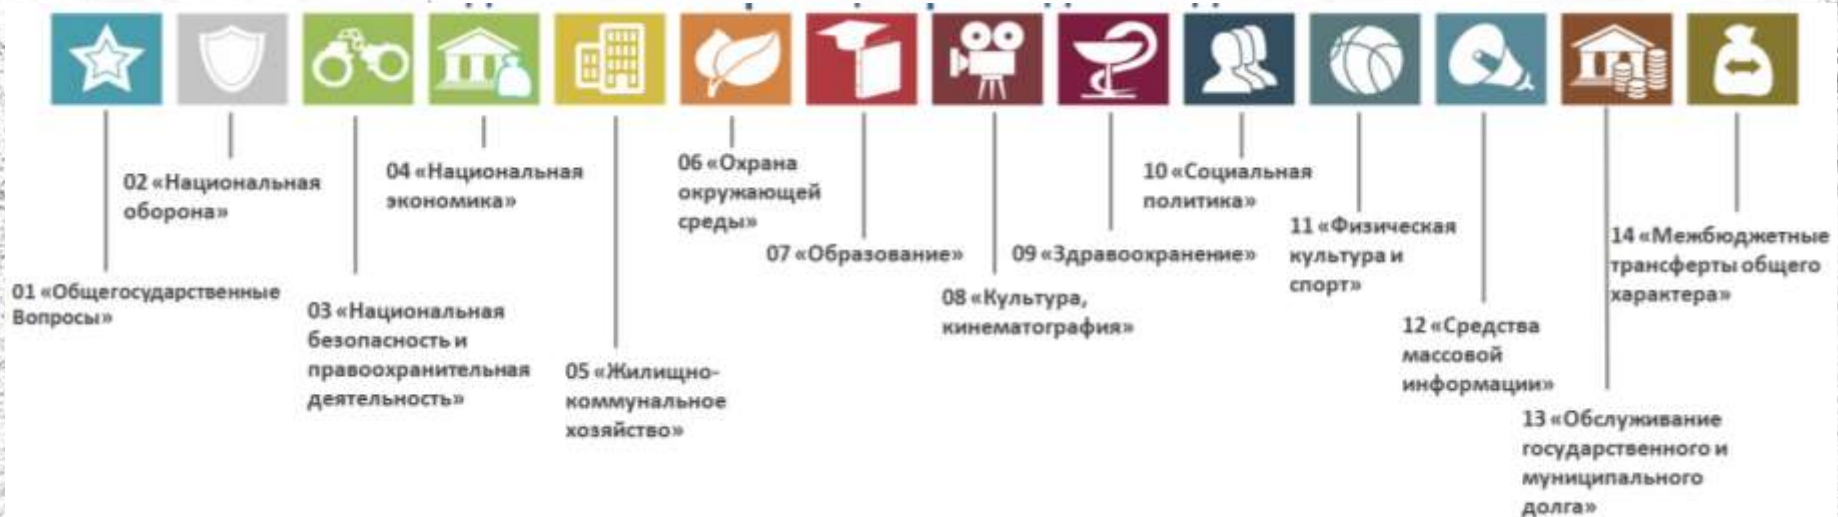 01 «Общегосударственные
Вопросы»
02 «Национальная
оборона»
03 «Национальная
безопасность и
правоохранительная
деятельность»
04 «Национальная
экономика»
05 «Жилищно-
коммунальное
хозяйство»
06 «Охрана
окружающей
среды»
07 «Образование»
08 «Культура,
кинематография»
09 «Здравоохранение»
10 «Социальная
политика»
11 «Физическая
культура и
спорт»
12 «Средства
массовой
информации»
13 «Обслуживание
государственного и
муниципального
долга»
14 «Межбюджетные
трансферты общего
характера»